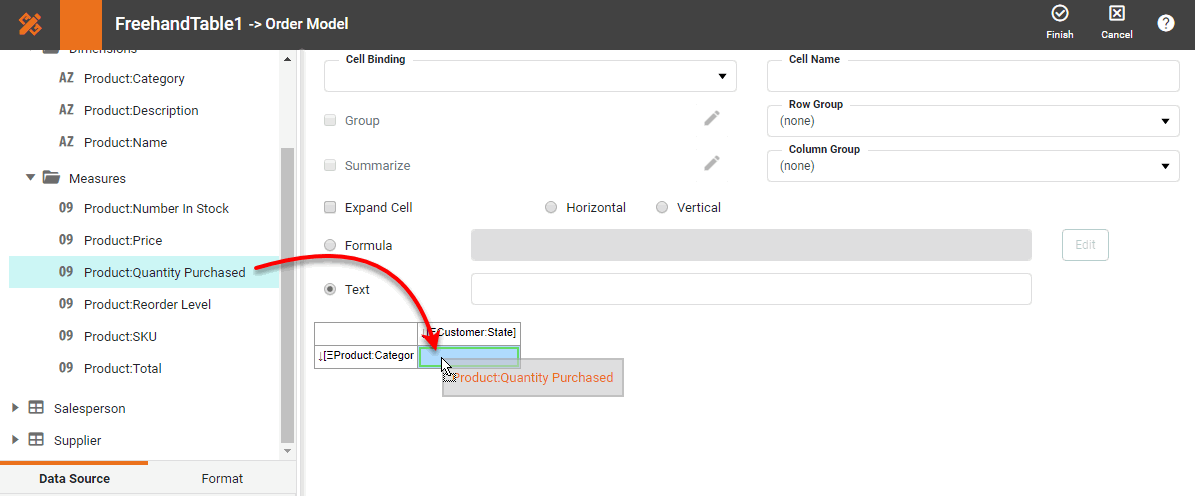 FreehandTable1 -> Order Model
Finish
Cancel
?
Dimensions
AZ Product:Category
AZ Product:Description
AZ Product:Name
Measures
09 Product:Number In Stock
09 Product:Price
09 Product:Quantity Purchased
09 Product:Reorder Level
09 Product:SKU
09 Product:Total
Salesperson
Supplier
Data Source
Format
Cell Binding
Group
Summarize
Expand Cell
Horizontal
Vertical
Formula
Edit
Text
Cell Name
Row Group
(none)
Column Group
(none)
↓[ΞCustomer:State]
↓[ΞProduct:Categor
Product:Quantity Purchased